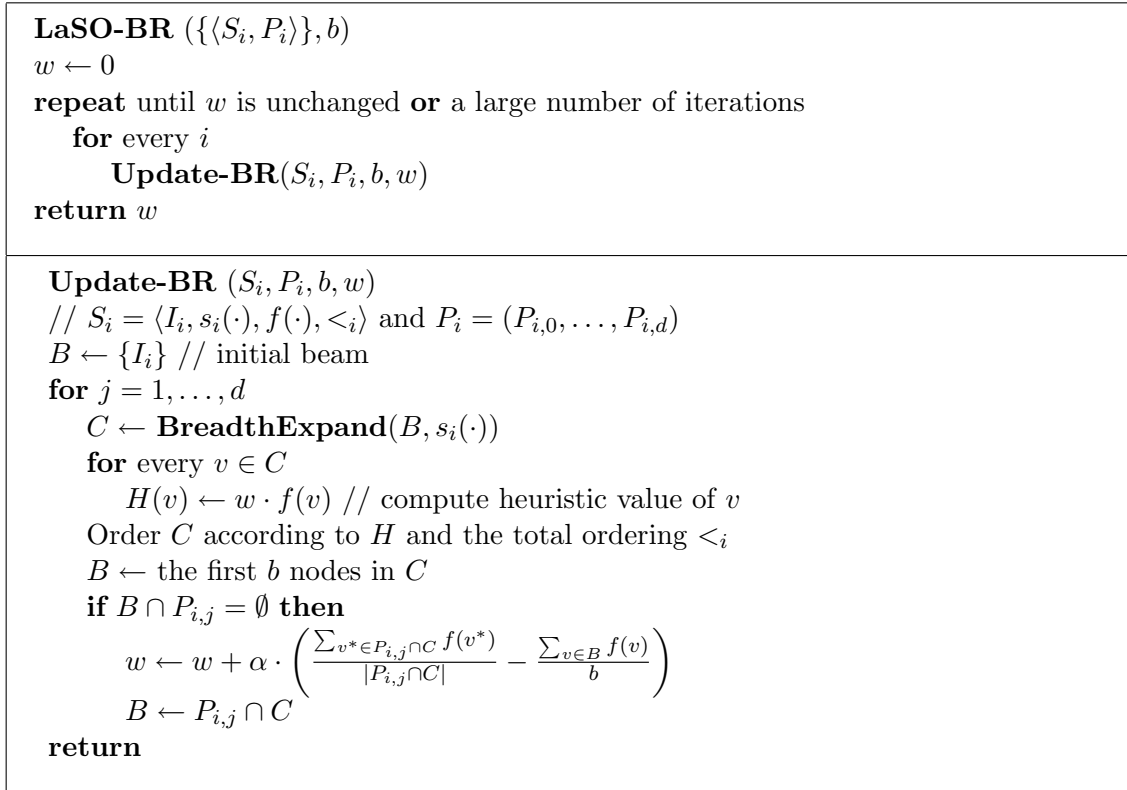 LaSO-BR ({⟨S_i, P_i⟩}, b)
w ← 0
repeat until w is unchanged or a large number of iterations
for every i
Update-BR(S_i, P_i, b, w)
return w
Update-BR (S_i, P_i, b, w)
// S_i = ⟨I_i, s_i(·), f(·), <_i⟩ and P_i = (P_{i,0}, . . . , P_{i,d})
B ← {I_i} // initial beam
for j = 1, . . . , d
C ← BreadthExpand(B, s_i(·))
for every v ∈ C
H(v) ← w · f(v) // compute heuristic value of v
Order C according to H and the total ordering <_i
B ← the first b nodes in C
if B ∩ P_{i,j} = ∅ then
w ← w + α · ( \frac{∑_{v*∈P_{i,j}∩C} f(v*)}{|P_{i,j}∩C|} − \frac{∑_{v∈B} f(v)}{b} )
B ← P_{i,j} ∩ C
return